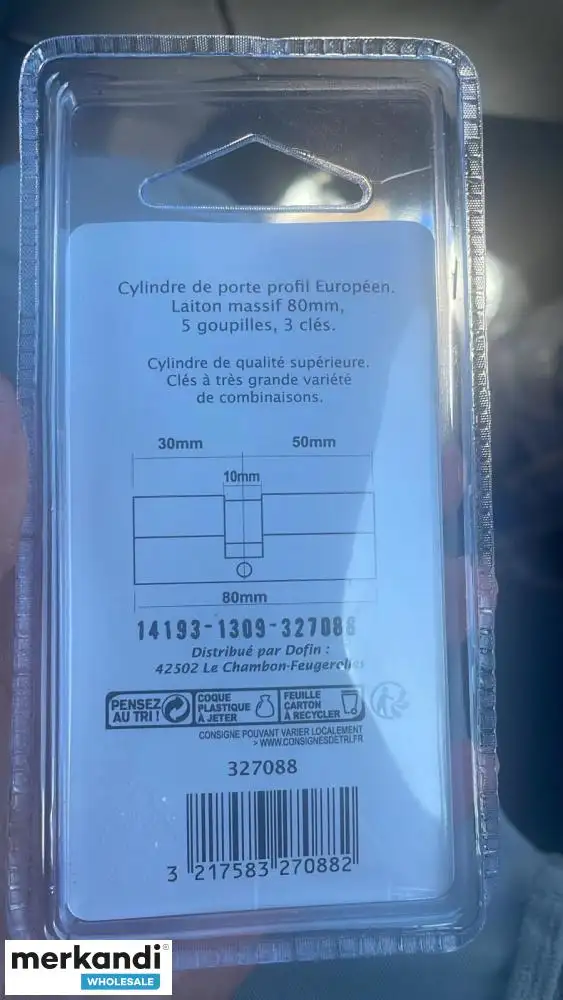 Cylindre de porte profil Européen.
Laiton massif 80mm,
5 goupilles, 3 clés.
Cylindre de qualité supérieure.
Clés à très grande variété
de combinaisons.
30mm 50mm
10mm
80mm
14193-1309-327088
Distribué par Dofin :
42502 Le Chambon-Feugerolles
PENSEZ
AU TRI !
COQUE
PLASTIQUE
À JETER
FEUILLE
CARTON
À RECYCLER
CONSIGNE POUVANT VARIER LOCALEMENT
> WWW.CONSIGNESDETRI.FR
327088
3 217583 270882
merkandi®
WHOLESALE